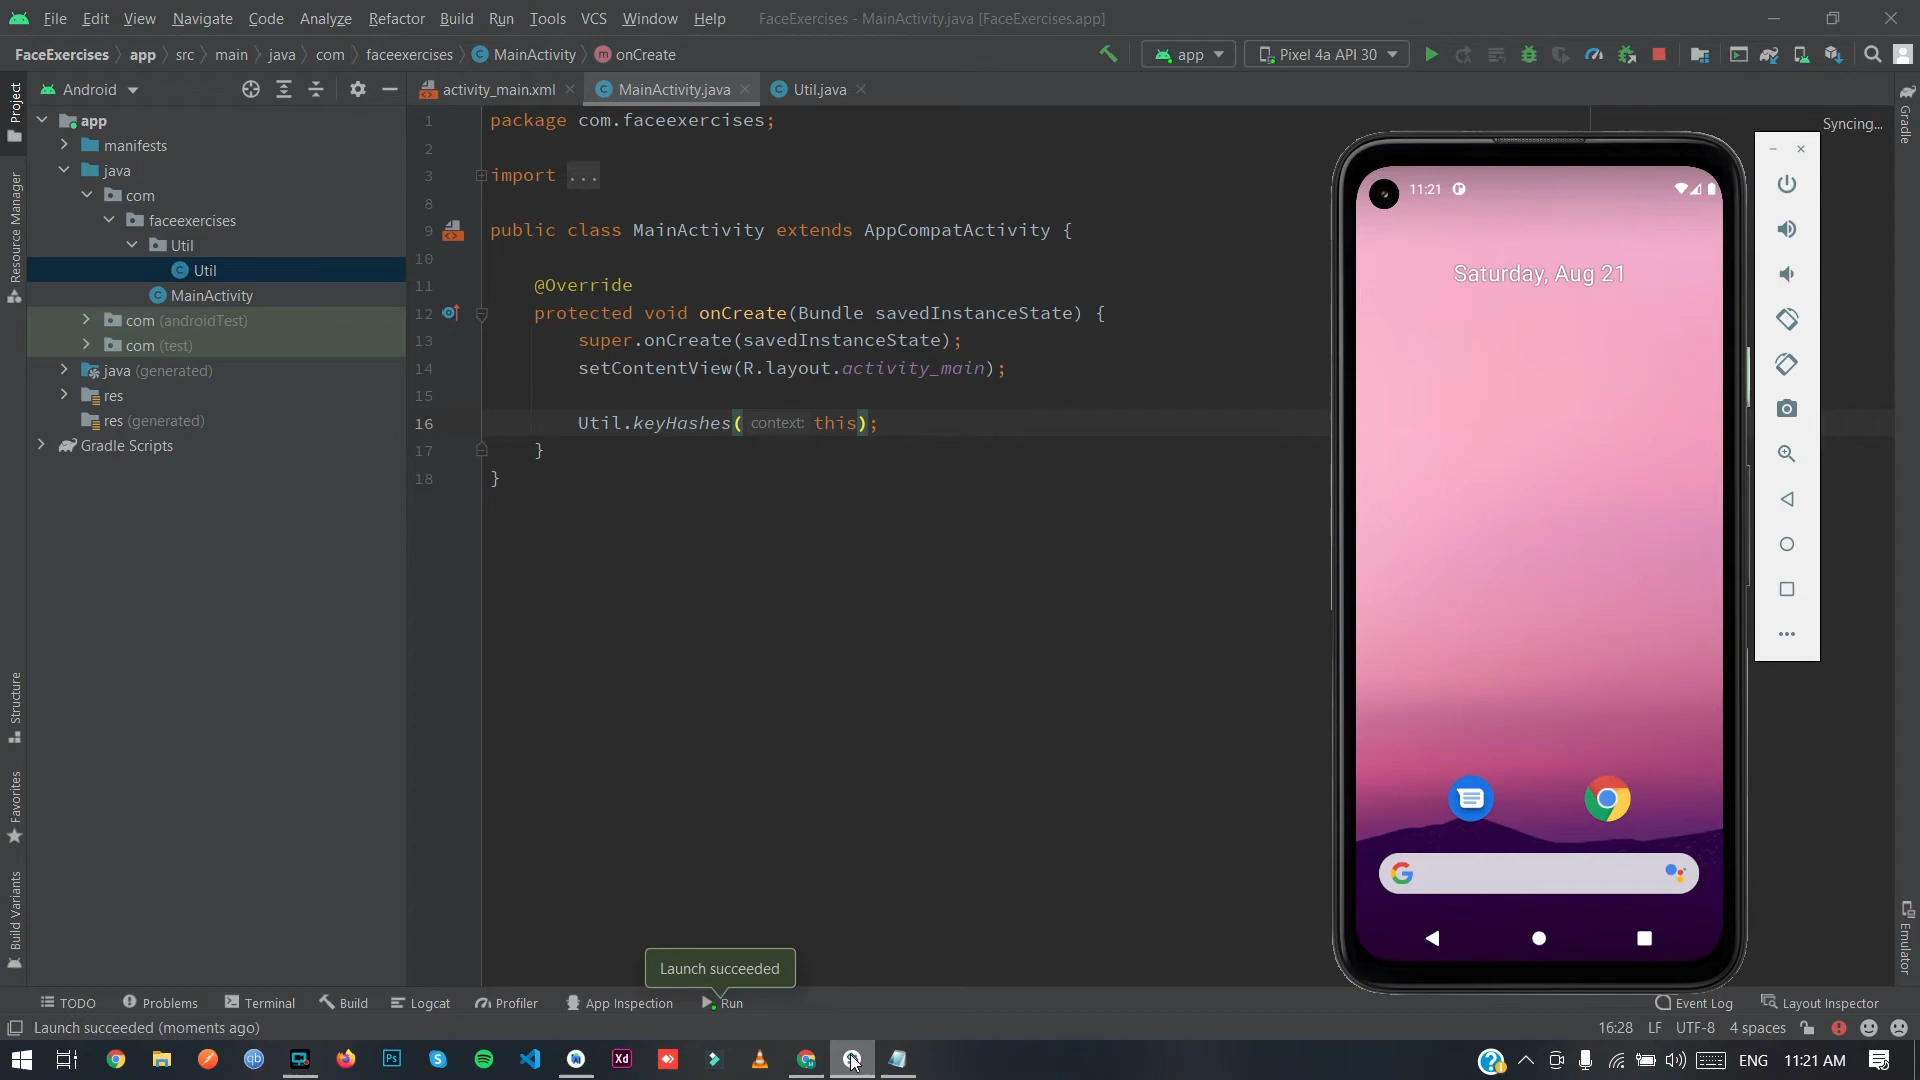 File Edit View Navigate Code Analyze Refactor Build Run Tools VCS Window Help FaceExercises - MainActivity.java [FaceExercises.app]
FaceExercises app src main java com faceexercises MainActivity onCreate app Pixel 4a API 30
Android activity_main.xml MainActivity.java Util.java
Project
Resource Manager
Structure
Favorites
Build Variants
app
manifests
java
com
faceexercises
Util
Util
MainActivity
com (androidTest)
com (test)
java (generated)
res
res (generated)
Gradle Scripts
1 package com.faceexercises;
2
3 import ...
8
9 public class MainActivity extends AppCompatActivity {
10
11 @Override
12 protected void onCreate(Bundle savedInstanceState) {
13 super.onCreate(savedInstanceState);
14 setContentView(R.layout.activity_main);
15
16 Util.keyHashes( context: this);
17 }
18 }
Syncing...
Gradle
Emulator
11:21
Saturday, Aug 21
Launch succeeded
TODO Problems Terminal Build Logcat Profiler App Inspection Run Event Log Layout Inspector
Launch succeeded (moments ago) 16:28 LF UTF-8 4 spaces
ENG 11:21 AM